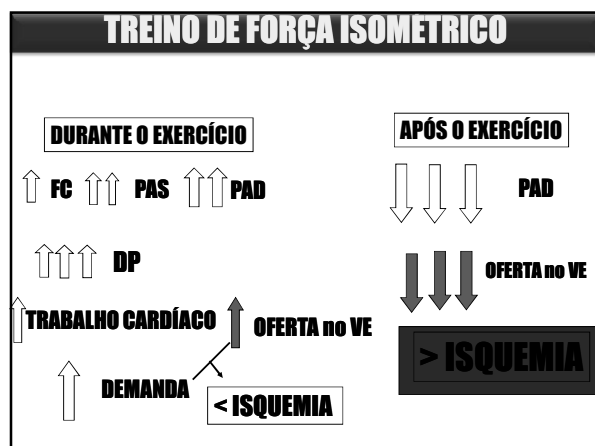 TREINO DE FORÇA ISOMÉTRICO
DURANTE O EXERCÍCIO
FC PAS PAD
DP
TRABALHO CARDÍACO OFERTA no VE
DEMANDA
< ISQUEMIA
APÓS O EXERCÍCIO
PAD
OFERTA no VE
> ISQUEMIA